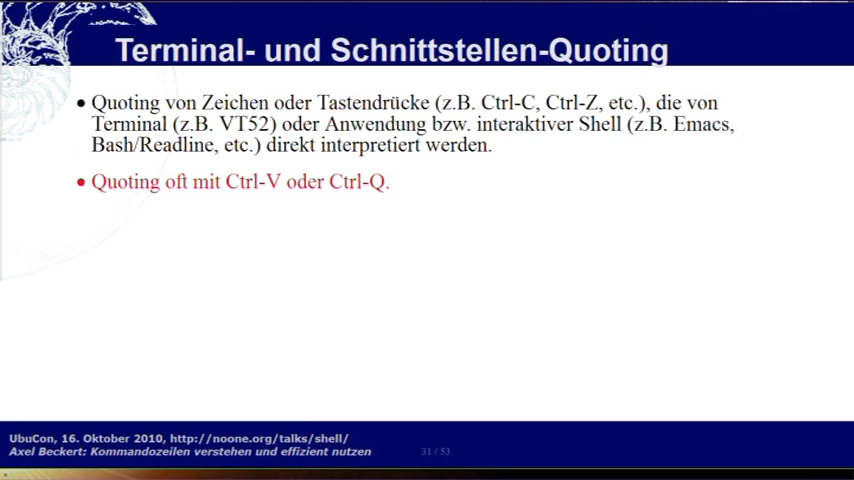 Terminal- und Schnittstellen-Quoting
• Quoting von Zeichen oder Tastendrücke (z.B. Ctrl-C, Ctrl-Z, etc.), die von
Terminal (z.B. VT52) oder Anwendung bzw. interaktiver Shell (z.B. Emacs,
Bash/Readline, etc.) direkt interpretiert werden.
• Quoting oft mit Ctrl-V oder Ctrl-Q.
UbuCon, 16. Oktober 2010, http://noone.org/talks/shell/
Axel Beckert: Kommandozeilen verstehen und effizient nutzen
31 / 53